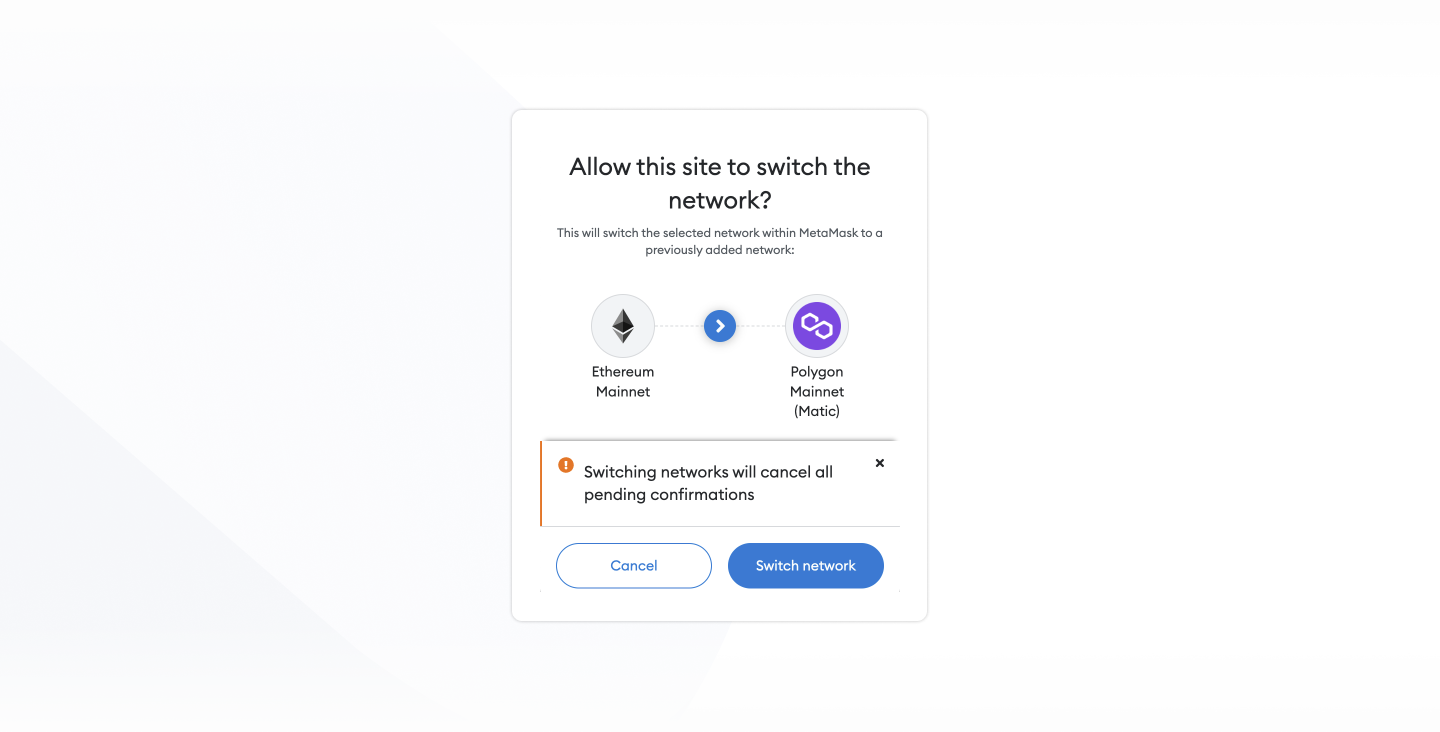 Allow this site to switch the
network?
This will switch the selected network within MetaMask to a
previously added network:
Ethereum
Mainnet
Polygon
Mainnet
(Matic)
Switching networks will cancel all
pending confirmations
Cancel
Switch network